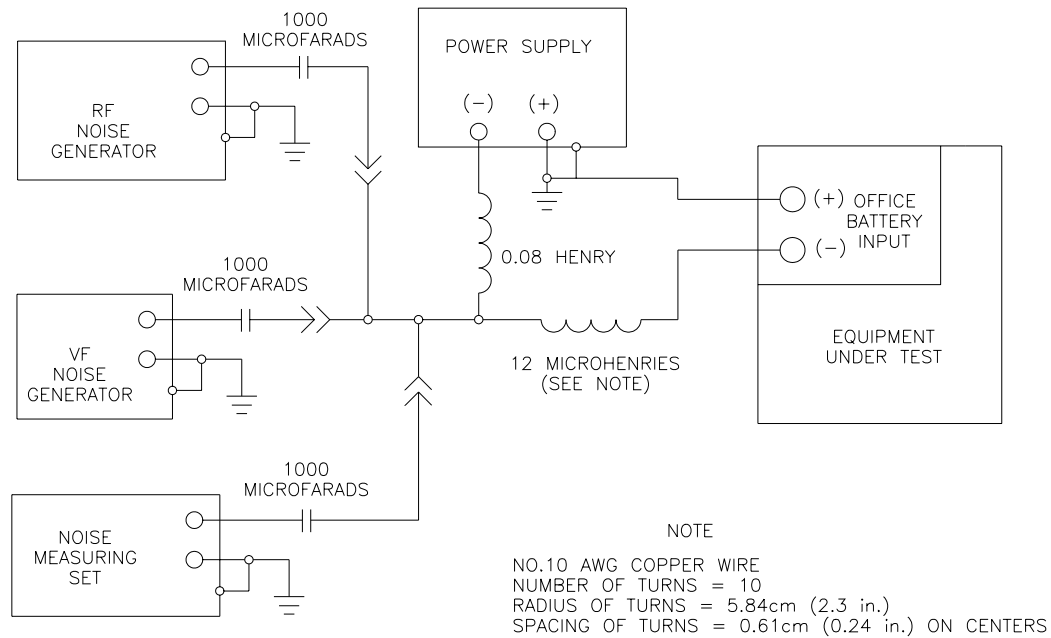 1000
MICROFARADS
RF
NOISE
GENERATOR
POWER SUPPLY
(-) (+)
(+) OFFICE
BATTERY
(-) INPUT
0.08 HENRY
1000
MICROFARADS
VF
NOISE
GENERATOR
12 MICROHENRIES
(SEE NOTE)
EQUIPMENT
UNDER TEST
1000
MICROFARADS
NOISE
MEASURING
SET
NOTE
NO.10 AWG COPPER WIRE
NUMBER OF TURNS = 10
RADIUS OF TURNS = 5.84cm (2.3 in.)
SPACING OF TURNS = 0.61cm (0.24 in.) ON CENTERS